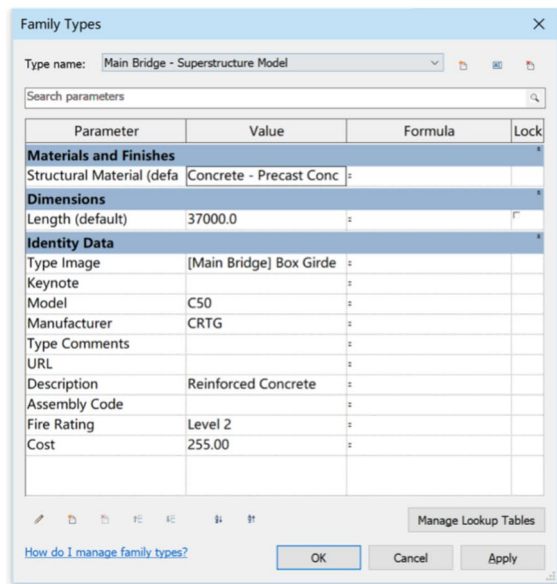 Family Types
Type name: Main Bridge - Superstructure Model
Search parameters
Parameter Value Formula Lock
Materials and Finishes
Structural Material (defa Concrete - Precast Conc =
Dimensions
Length (default) 37000.0 =
Identity Data
Type Image [Main Bridge] Box Girde =
Keynote =
Model C50 =
Manufacturer CRTG =
Type Comments =
URL =
Description Reinforced Concrete =
Assembly Code =
Fire Rating Level 2 =
Cost 255.00 =
Manage Lookup Tables
How do I manage family types? OK Cancel Apply